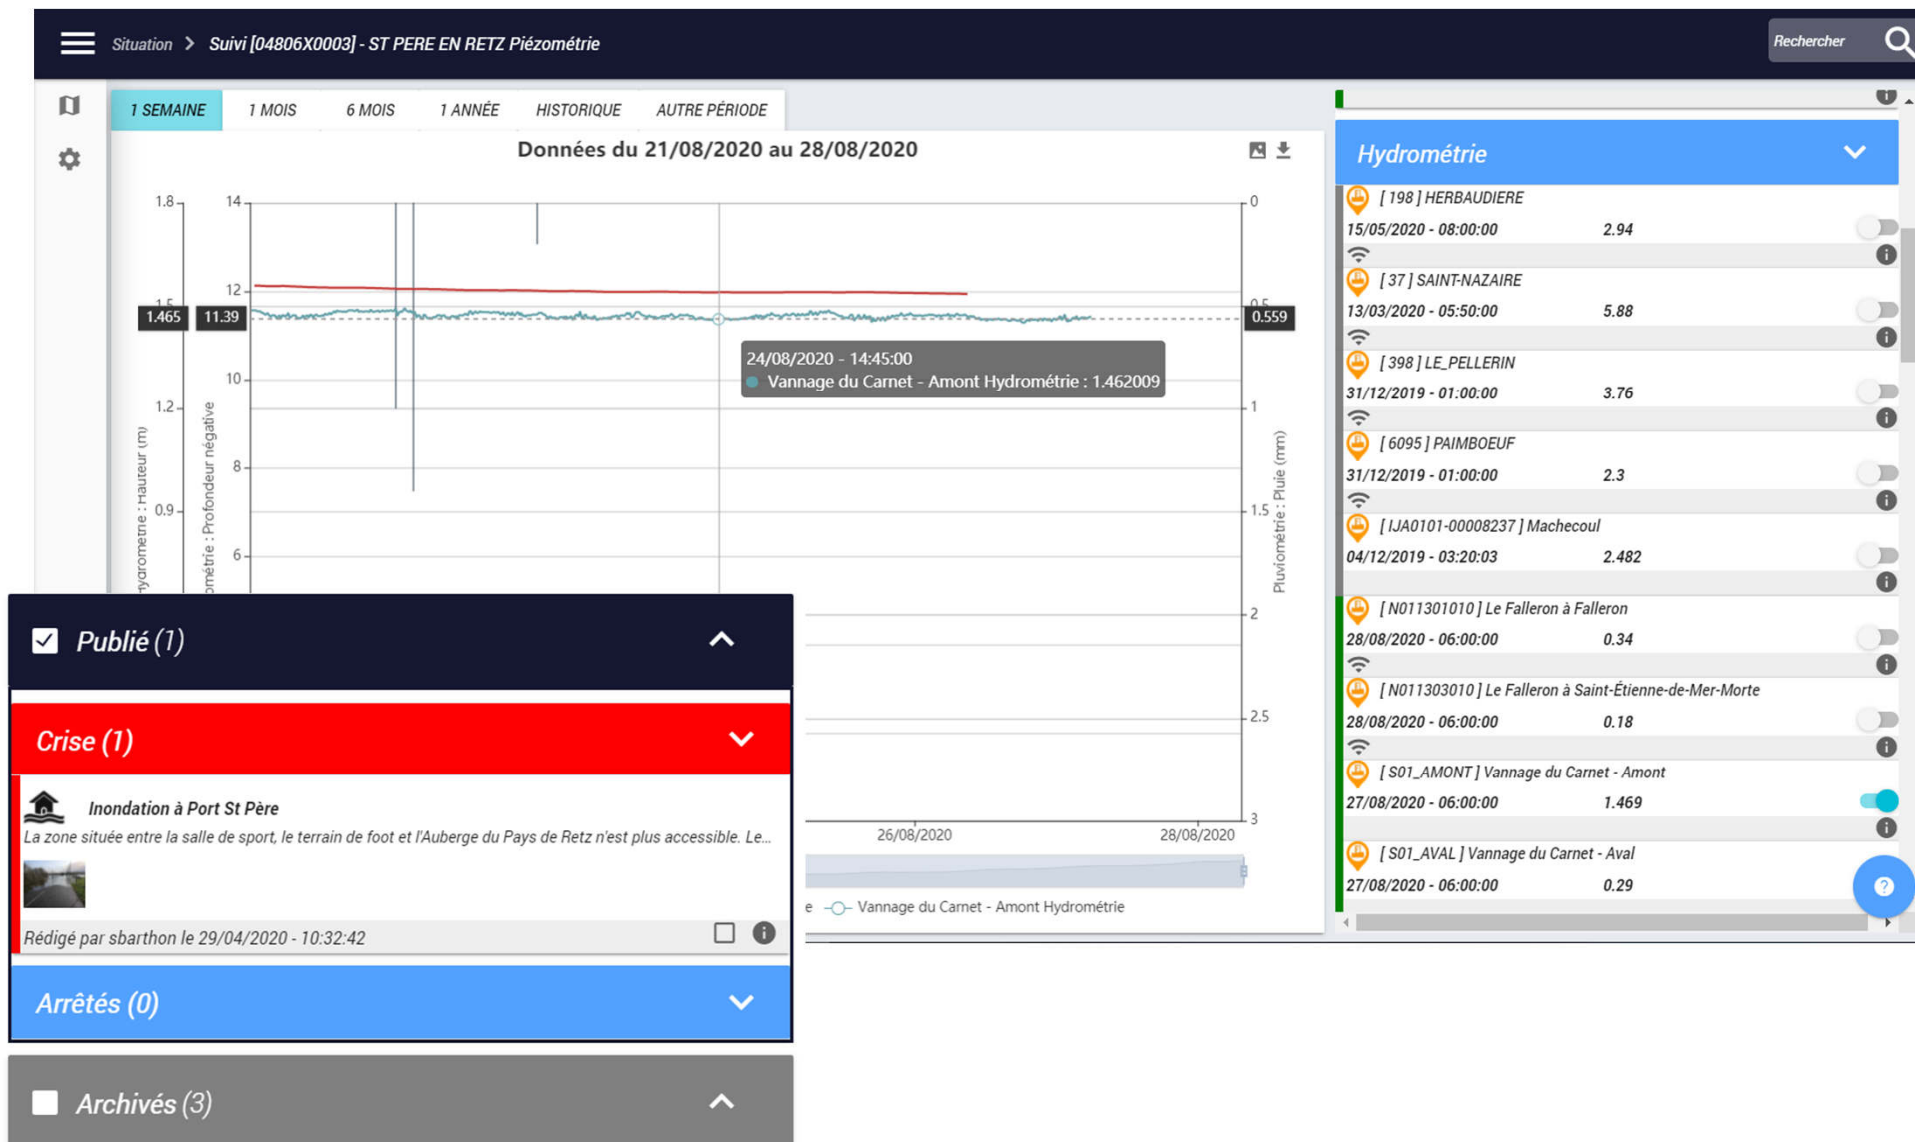 Situation > Suivi [04806X0003] - ST PERE EN RETZ Piézométrie
Rechercher
1 SEMAINE
1 MOIS
6 MOIS
1 ANNÉE
HISTORIQUE
AUTRE PÉRIODE
Données du 21/08/2020 au 28/08/2020
1.8
1.5
1.2
0.9
14
12
10
8
6
0
0.5
1
1.5
2
2.5
3
1.465
11.39
0.559
24/08/2020 - 14:45:00
Vannage du Carnet - Amont Hydrométrie : 1.462009
Hydrometrie : Hauteur (m)
ométrie : Profondeur négative
Pluviométrie : Pluie (mm)
26/08/2020
28/08/2020
e
Vannage du Carnet - Amont Hydrométrie
Hydrométrie
[ 198 ] HERBAUDIERE
15/05/2020 - 08:00:00 2.94
[ 37 ] SAINT-NAZAIRE
13/03/2020 - 05:50:00 5.88
[ 398 ] LE_PELLERIN
31/12/2019 - 01:00:00 3.76
[ 6095 ] PAIMBOEUF
31/12/2019 - 01:00:00 2.3
[ IJA0101-00008237 ] Machecoul
04/12/2019 - 03:20:03 2.482
[ N011301010 ] Le Falleron à Falleron
28/08/2020 - 06:00:00 0.34
[ N011303010 ] Le Falleron à Saint-Étienne-de-Mer-Morte
28/08/2020 - 06:00:00 0.18
[ S01_AMONT ] Vannage du Carnet - Amont
27/08/2020 - 06:00:00 1.469
[ S01_AVAL ] Vannage du Carnet - Aval
27/08/2020 - 06:00:00 0.29
Publié (1)
Crise (1)
Inondation à Port St Père
La zone située entre la salle de sport, le terrain de foot et l'Auberge du Pays de Retz n'est plus accessible. Le...
Rédigé par sbarthon le 29/04/2020 - 10:32:42
Arrêtés (0)
Archivés (3)